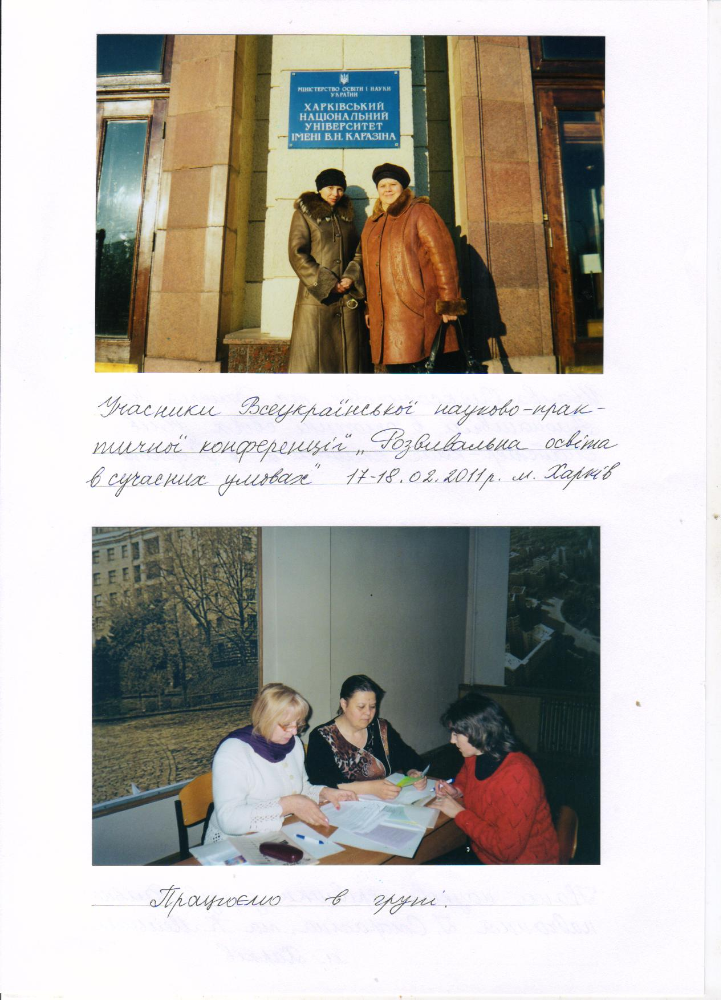 МІНІСТЕРСТВО ОСВІТИ І НАУКИ
УКРАЇНИ
ХАРКІВСЬКИЙ
НАЦІОНАЛЬНИЙ
УНІВЕРСИТЕТ
ІМЕНІ В.Н. КАРАЗІНА
Учасники Всеукраїнської науково-прак-
тичної конференції „Розвивальна освіта
в сучасних умовах" 17-18.02.2011р. м. Харків
Працюємо в групі.